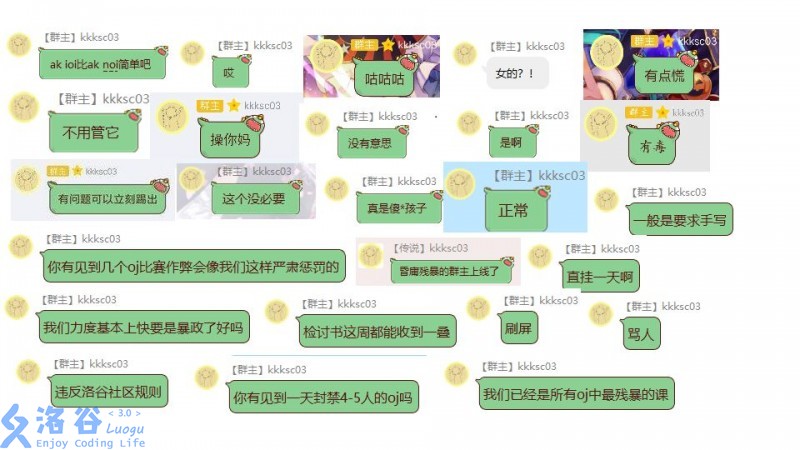 【群主】kkksc03
ak ioi比ak noi简单吧
【群主】kkksc03
哎
群主 kkksc03
咕咕咕
【群主】kkksc03
女的？！
群主 kkksc03
有点慌
【群主】kkksc03
不用管它
群主 kkksc03
操你妈
【群主】kkksc03
没有意思
【群主】kkksc03
是啊
群主 kkksc03
有毒
群主 kkksc03
有问题可以立刻踢出
【群主】kkksc03
这个没必要
【群主】kkksc03
真是傻*孩子
【群主】kkksc03
正常
【群主】kkksc03
一般是要求手写
【群主】kkksc03
你有见到几个oj比赛作弊会像我们这样严肃惩罚的
【传说】kkksc03
昏庸残暴的群主上线了
【群主】kkksc03
直挂一天啊
【群主】kkksc03
我们力度基本上快要是暴政了好吗
【群主】kkksc03
检讨书这周都能收到一叠
【群主】kkksc03
刷屏
【群主】kkksc03
骂人
【群主】kkksc03
违反洛谷社区规则
【群主】kkksc03
你有见到一天封禁4-5人的oj吗
【群主】kkksc03
我们已经是所有oj中最残暴的课
洛谷 <3.0> Luogu
Enjoy Coding Life